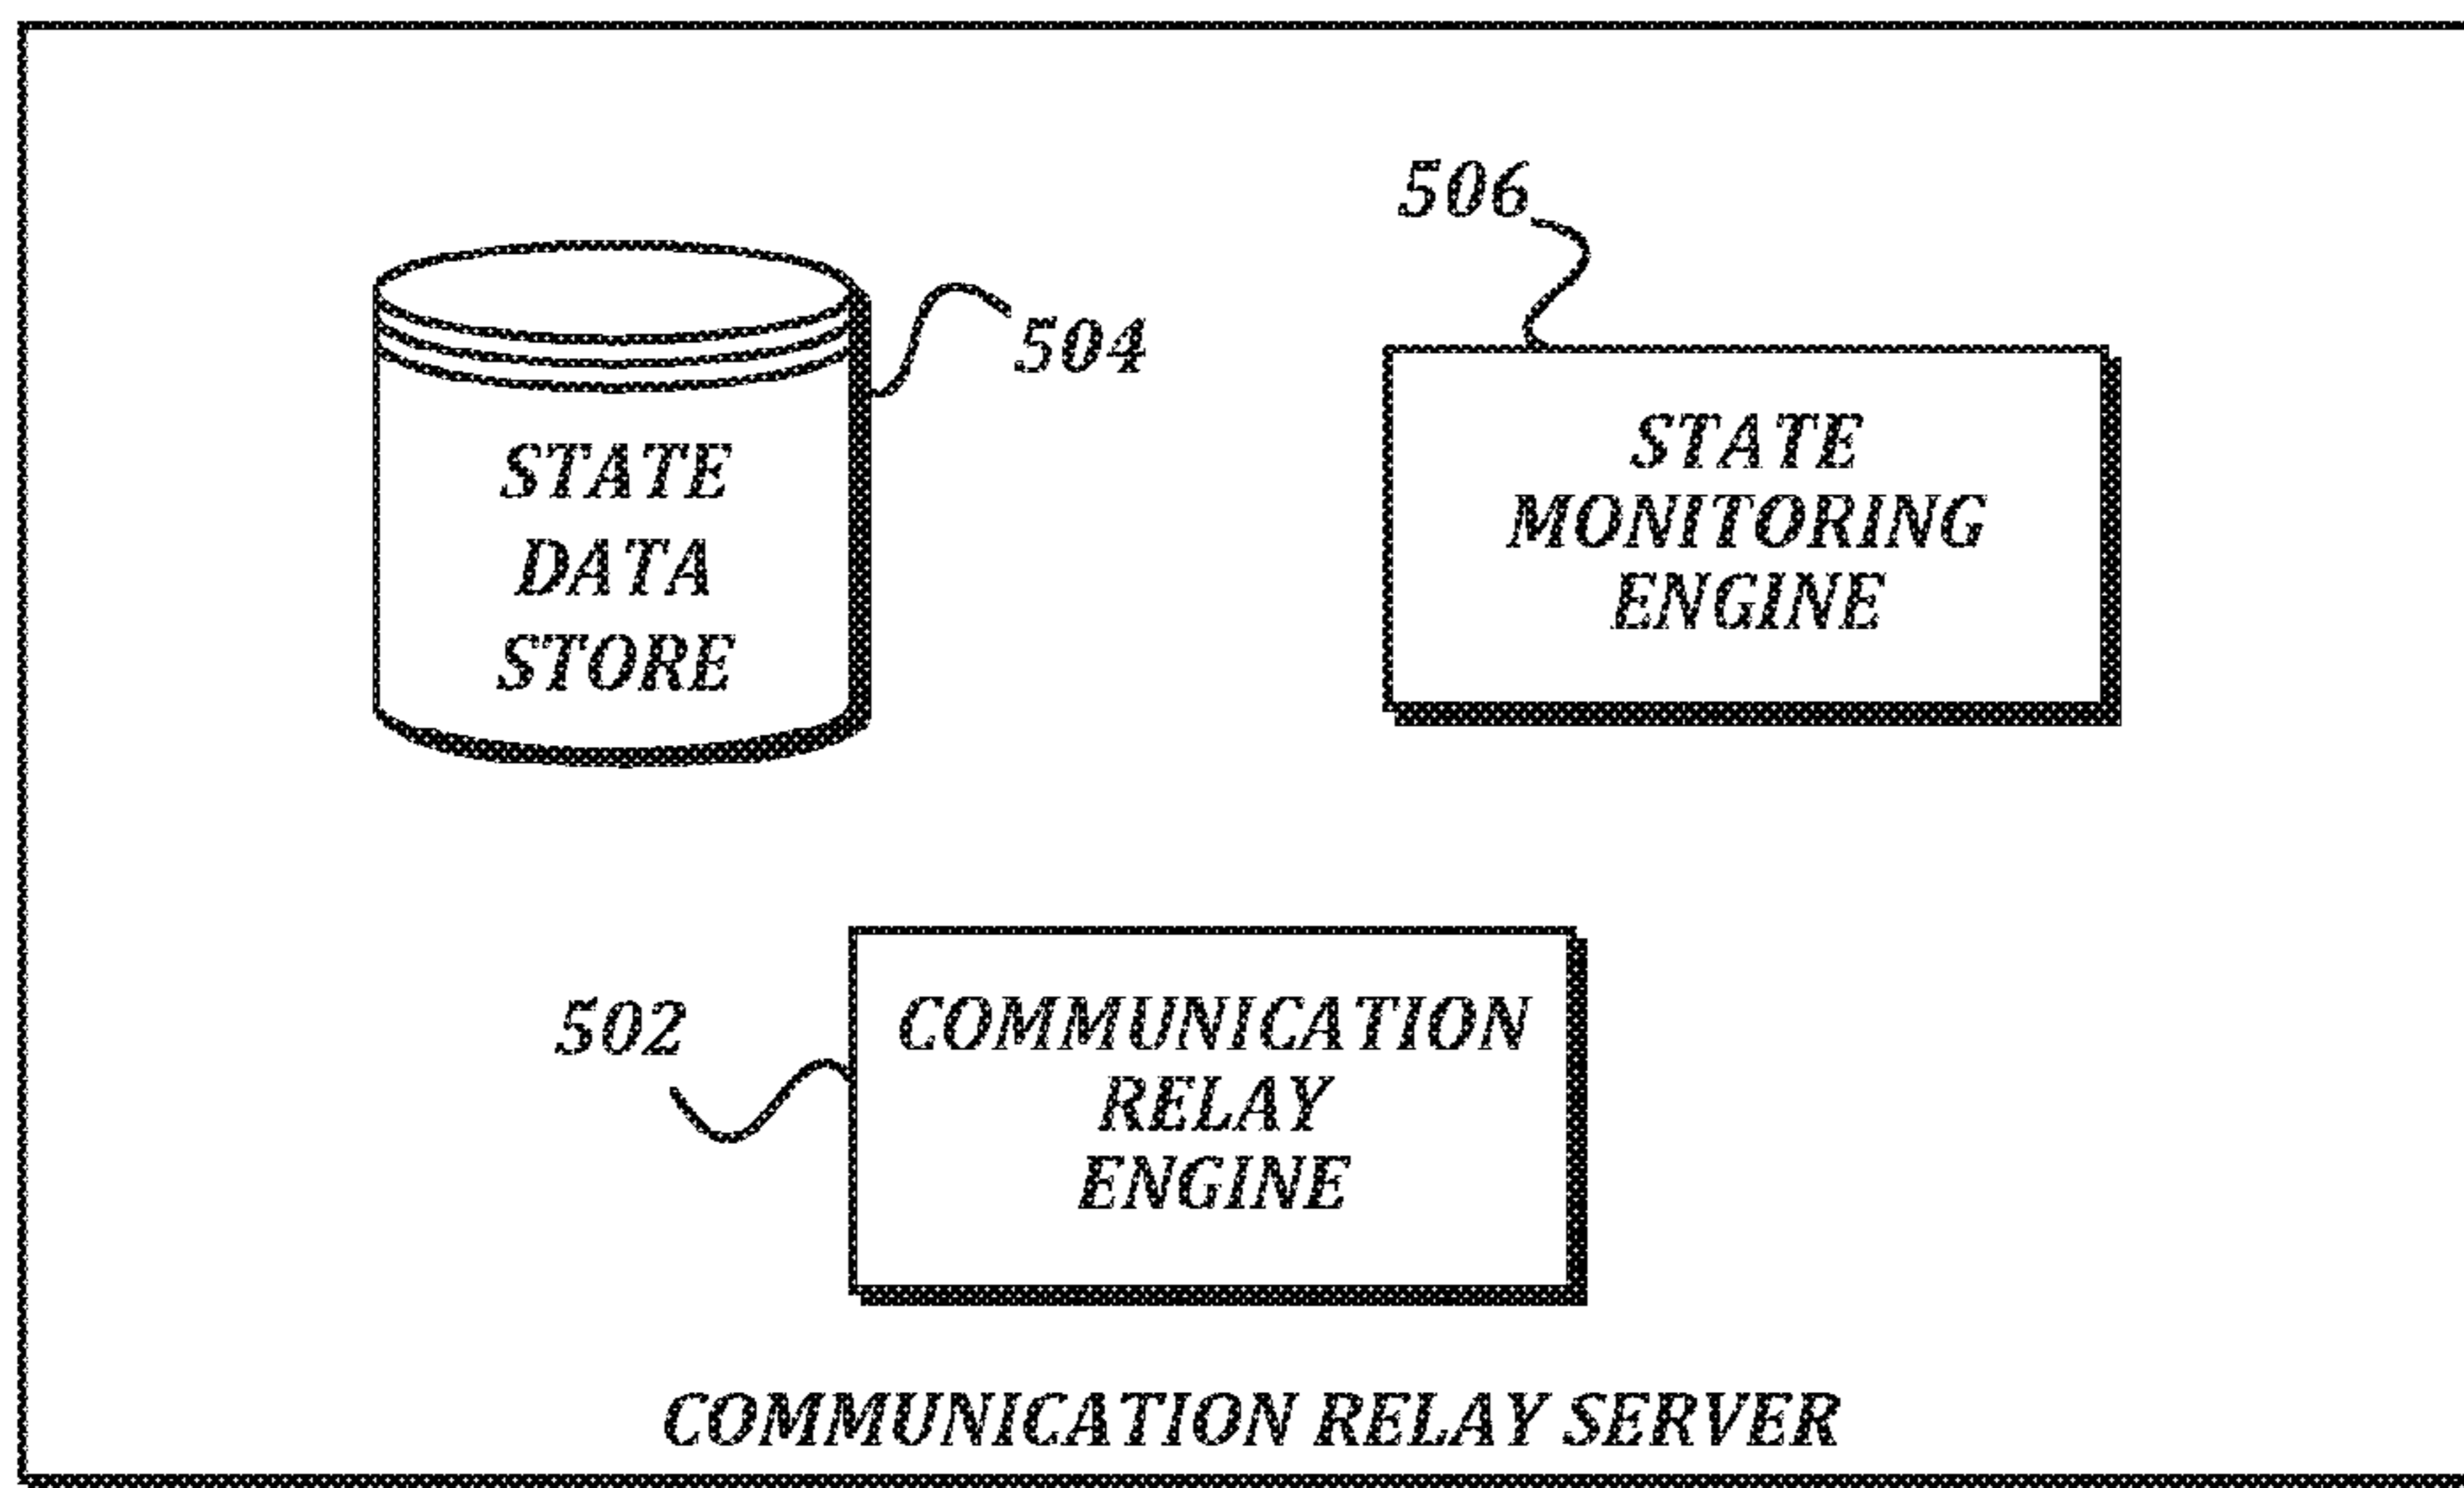 506
504
STATE
DATA
STORE
STATE
MONITORING
ENGINE
502
COMMUNICATION
RELAY
ENGINE
COMMUNICATION RELAY SERVER